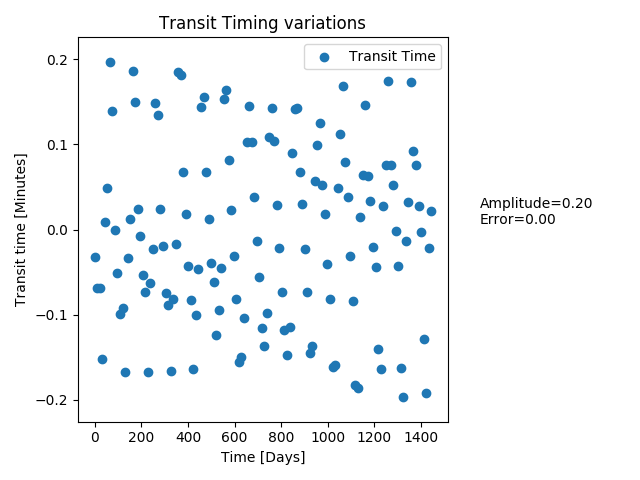 Transit Timing variations
Transit Time
0.2
0.1
0.0
−0.1
−0.2
Transit time [Minutes]
0 200 400 600 800 1000 1200 1400
Time [Days]
Amplitude=0.20
Error=0.00